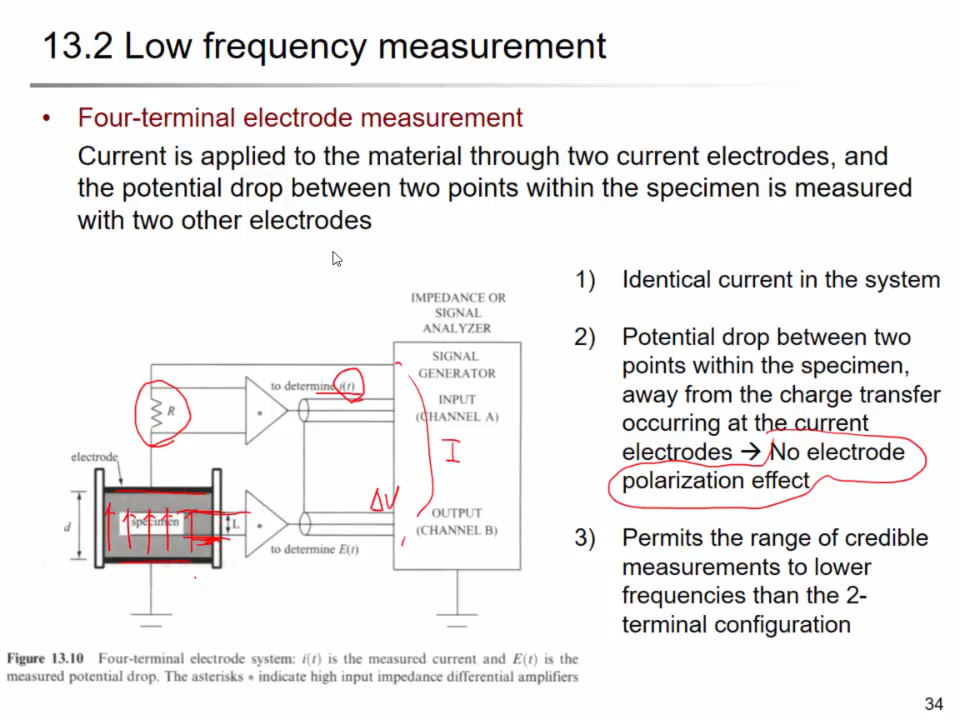 13.2 Low frequency measurement
• Four-terminal electrode measurement
Current is applied to the material through two current electrodes, and
the potential drop between two points within the specimen is measured
with two other electrodes
1) Identical current in the system
2) Potential drop between two
points within the specimen,
away from the charge transfer
occurring at the current
electrodes → No electrode
polarization effect
3) Permits the range of credible
measurements to lower
frequencies than the 2-
terminal configuration
IMPEDANCE OR
SIGNAL
ANALYZER
SIGNAL
GENERATOR
to determine i(t)
INPUT
(CHANNEL A)
R
I
electrode
ΔV
d
specimen
L
OUTPUT
(CHANNEL B)
to determine E(t)
Figure 13.10 Four-terminal electrode system: i(t) is the measured current and E(t) is the
measured potential drop. The asterisks * indicate high input impedance differential amplifiers
34